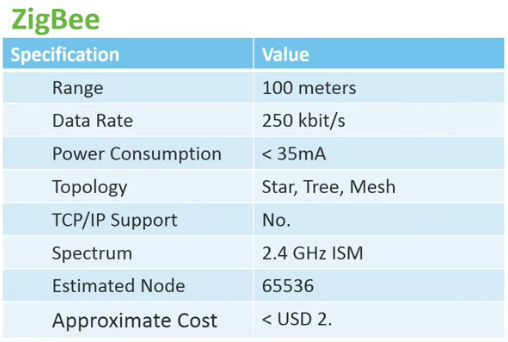 ZigBee
Specification Value
Range 100 meters
Data Rate 250 kbit/s
Power Consumption < 35mA
Topology Star, Tree, Mesh
TCP/IP Support No.
Spectrum 2.4 GHz ISM
Estimated Node 65536
Approximate Cost < USD 2.